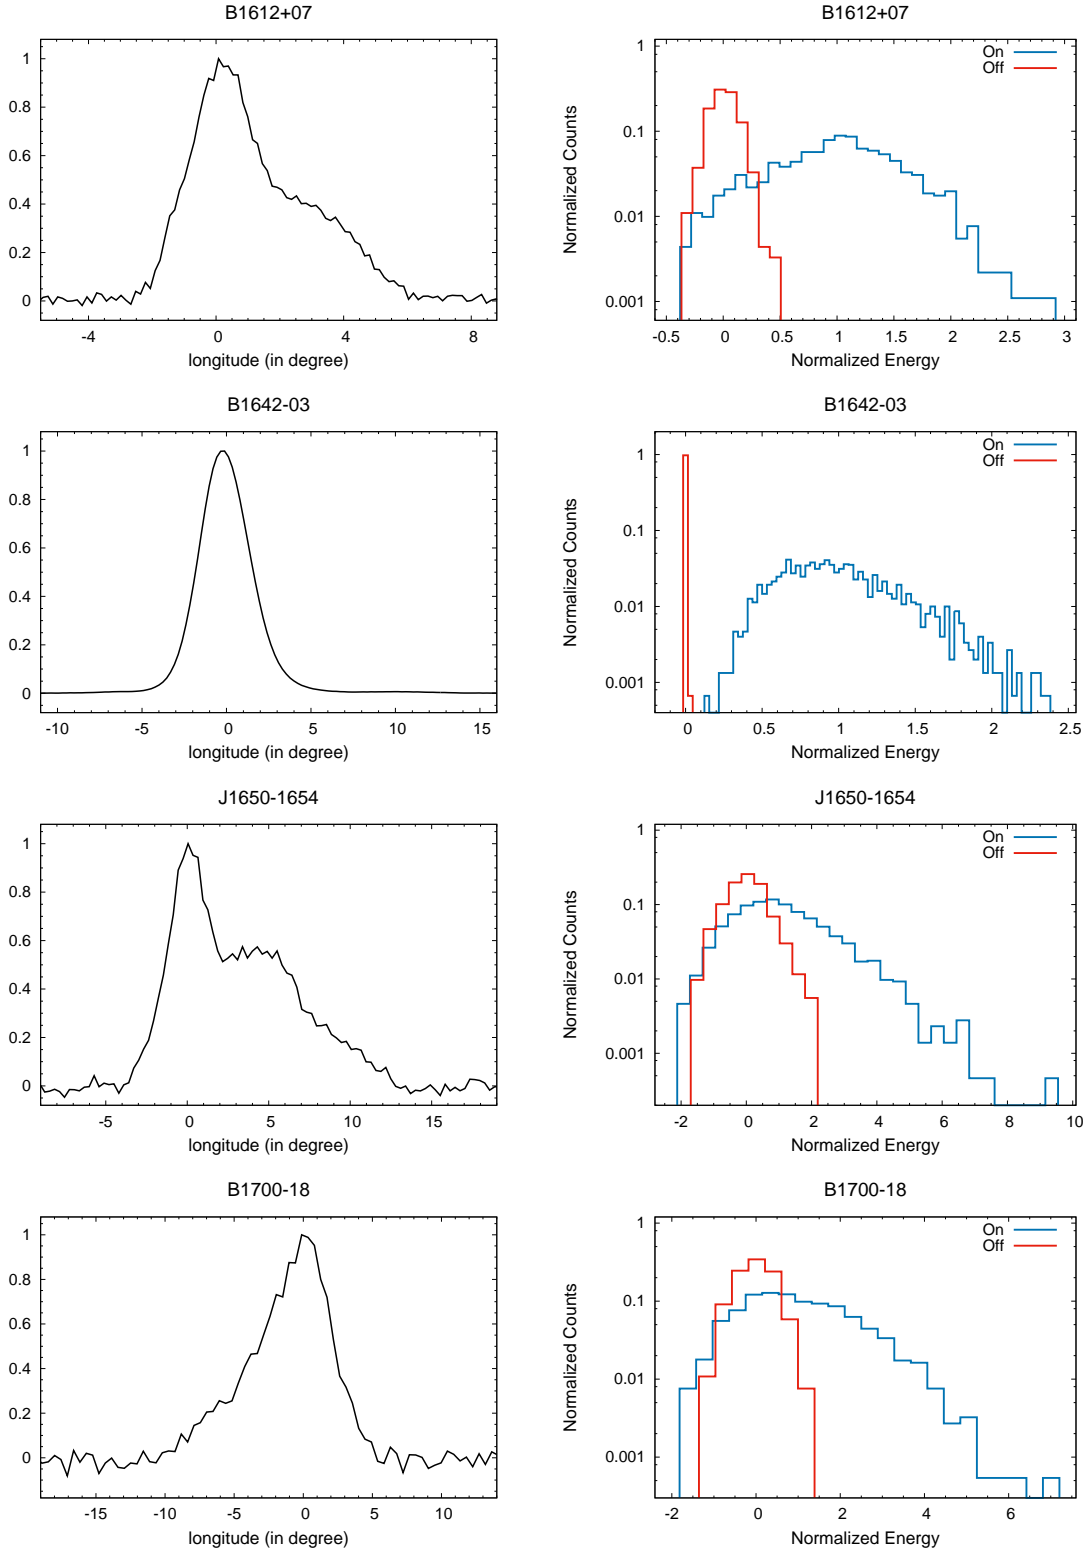 B1612+07
1
0.8
0.6
0.4
0.2
0
-4 0 4 8
longitude (in degree)
B1612+07
Normalized Counts
1
0.1
0.01
0.001
On
Off
-0.5 0 0.5 1 1.5 2 2.5 3
Normalized Energy
B1642-03
1
0.8
0.6
0.4
0.2
0
-10 -5 0 5 10 15
longitude (in degree)
B1642-03
Normalized Counts
1
0.1
0.01
0.001
On
Off
0 0.5 1 1.5 2 2.5
Normalized Energy
J1650-1654
1
0.8
0.6
0.4
0.2
0
-5 0 5 10 15
longitude (in degree)
J1650-1654
Normalized Counts
1
0.1
0.01
0.001
On
Off
-2 0 2 4 6 8 10
Normalized Energy
B1700-18
1
0.8
0.6
0.4
0.2
0
-15 -10 -5 0 5 10
longitude (in degree)
B1700-18
Normalized Counts
1
0.1
0.01
0.001
On
Off
-2 0 2 4 6
Normalized Energy